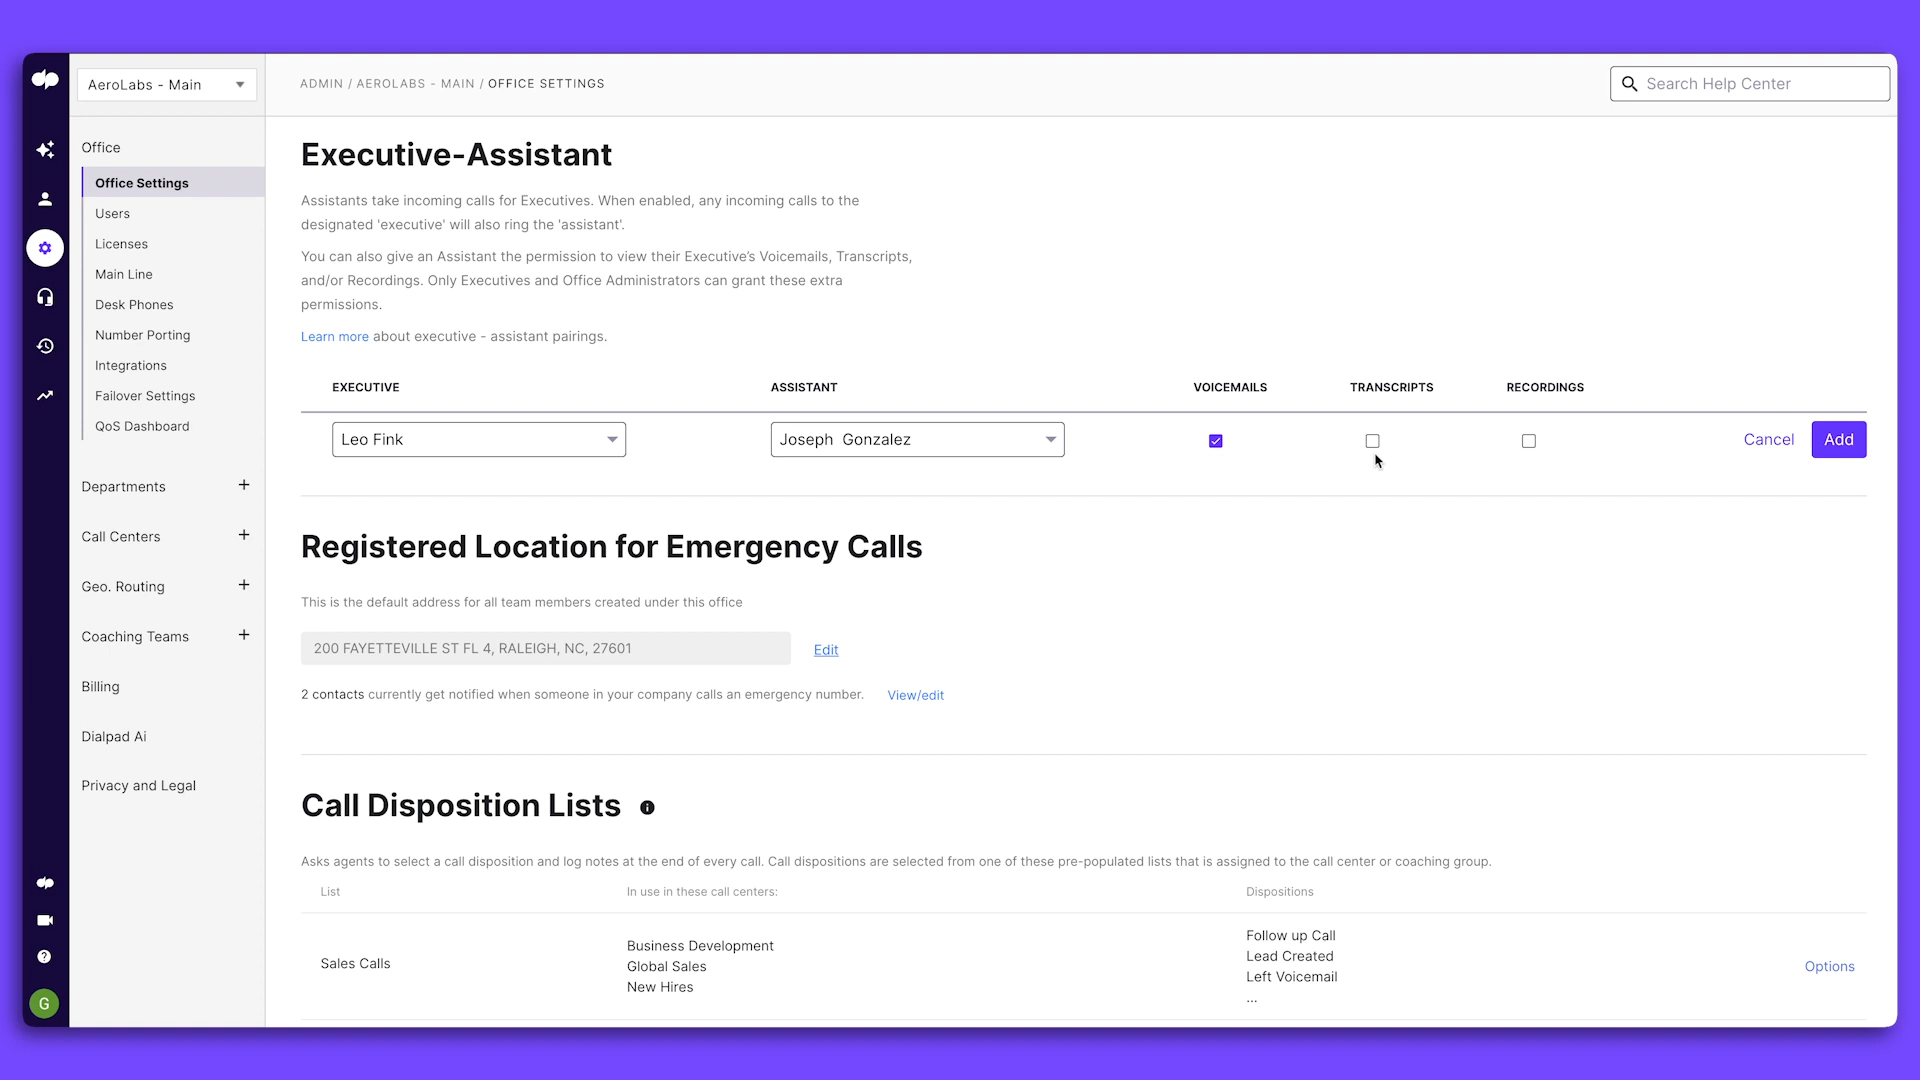 AeroLabs - Main
ADMIN / AEROLABS - MAIN / OFFICE SETTINGS
Search Help Center
Office
Office Settings
Users
Licenses
Main Line
Desk Phones
Number Porting
Integrations
Failover Settings
QoS Dashboard
Departments
Call Centers
Geo. Routing
Coaching Teams
Billing
Dialpad Ai
Privacy and Legal
G
Executive-Assistant
Assistants take incoming calls for Executives. When enabled, any incoming calls to the
designated 'executive' will also ring the 'assistant'.
You can also give an Assistant the permission to view their Executive's Voicemails, Transcripts,
and/or Recordings. Only Executives and Office Administrators can grant these extra
permissions.
Learn more about executive - assistant pairings.
EXECUTIVE ASSISTANT VOICEMAILS TRANSCRIPTS RECORDINGS
Leo Fink Joseph Gonzalez Cancel Add
Registered Location for Emergency Calls
This is the default address for all team members created under this office
200 FAYETTEVILLE ST FL 4, RALEIGH, NC, 27601 Edit
2 contacts currently get notified when someone in your company calls an emergency number. View/edit
Call Disposition Lists
Asks agents to select a call disposition and log notes at the end of every call. Call dispositions are selected from one of these pre-populated lists that is assigned to the call center or coaching group.
List In use in these call centers: Dispositions
Sales Calls
Business Development
Global Sales
New Hires
Follow up Call
Lead Created
Left Voicemail
...
Options